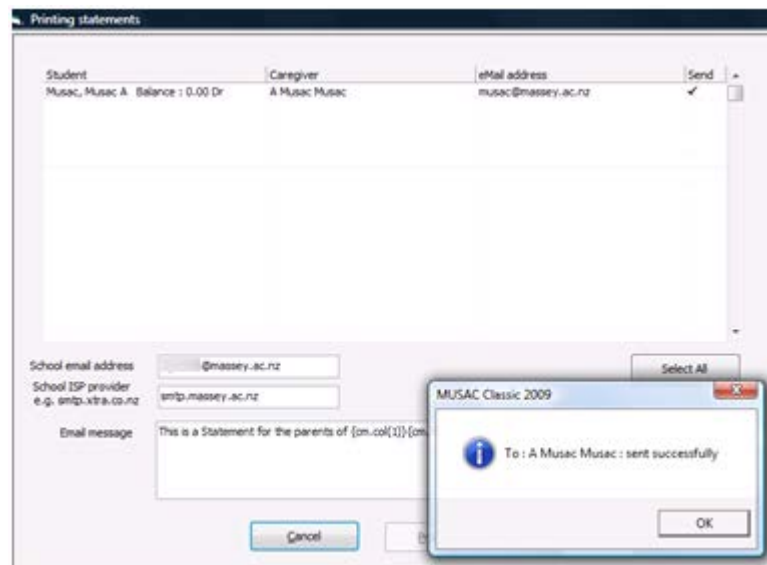 Printing statements
Student Caregiver eMail address Send
Musac, Musac A Balance : 0.00 Dr A Musac Musac musac@massey.ac.nz ✓
School email address @massey.ac.nz Select All
School ISP provider
e.g. smtp.xtra.co.nz smtp.massey.ac.nz
MUSAC Classic 2009
Email message This is a Statement for the parents of {cm.col(1)}{cm.
To : A Musac Musac : sent successfully
OK
Cancel